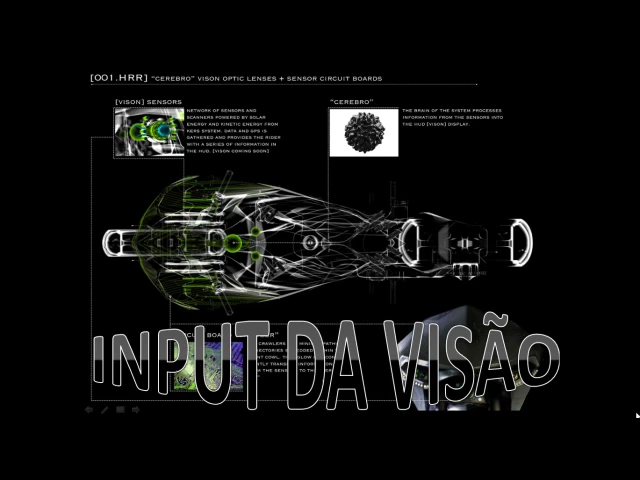 [001.HRR] "CEREBRO" VISON OPTIC LENSES + SENSOR CIRCUIT BOARDS
[VISON] SENSORS
NETWORK OF SENSORS AND
SCANNERS POWERED BY SOLAR
ENERGY AND KINETIC ENERGY FROM
KERS SYSTEM. DATA AND GPS IS
GATHERED AND PROVIDES THE RIDER
WITH A SERIES OF INFORMATION IN
THE HUD. [VISON COMING SOON]
"CEREBRO"
THE BRAIN OF THE SYSTEM PROCESSES
INFORMATION FROM THE SENSORS INTO
THE HUD [VISON] DISPLAY.
INPUT DA VISÃO